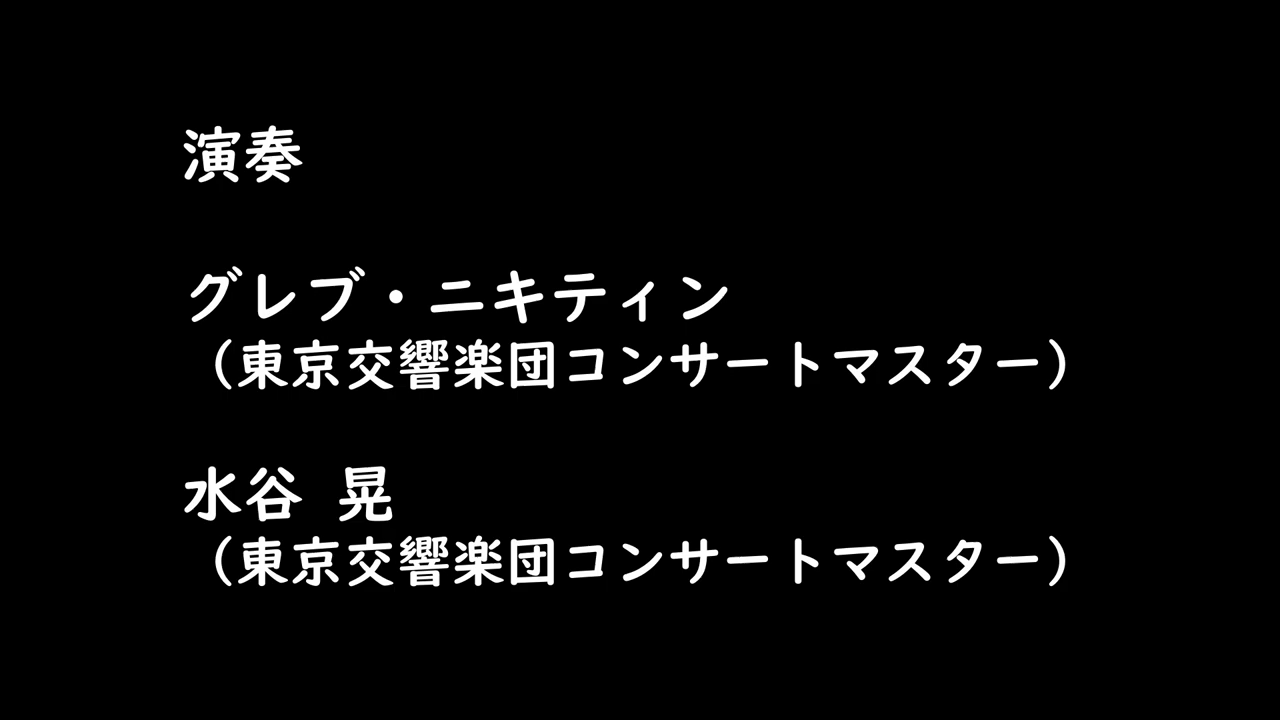 演奏
グレブ・ニキティン
（東京交響楽団コンサートマスター）
水谷 晃
（東京交響楽団コンサートマスター）